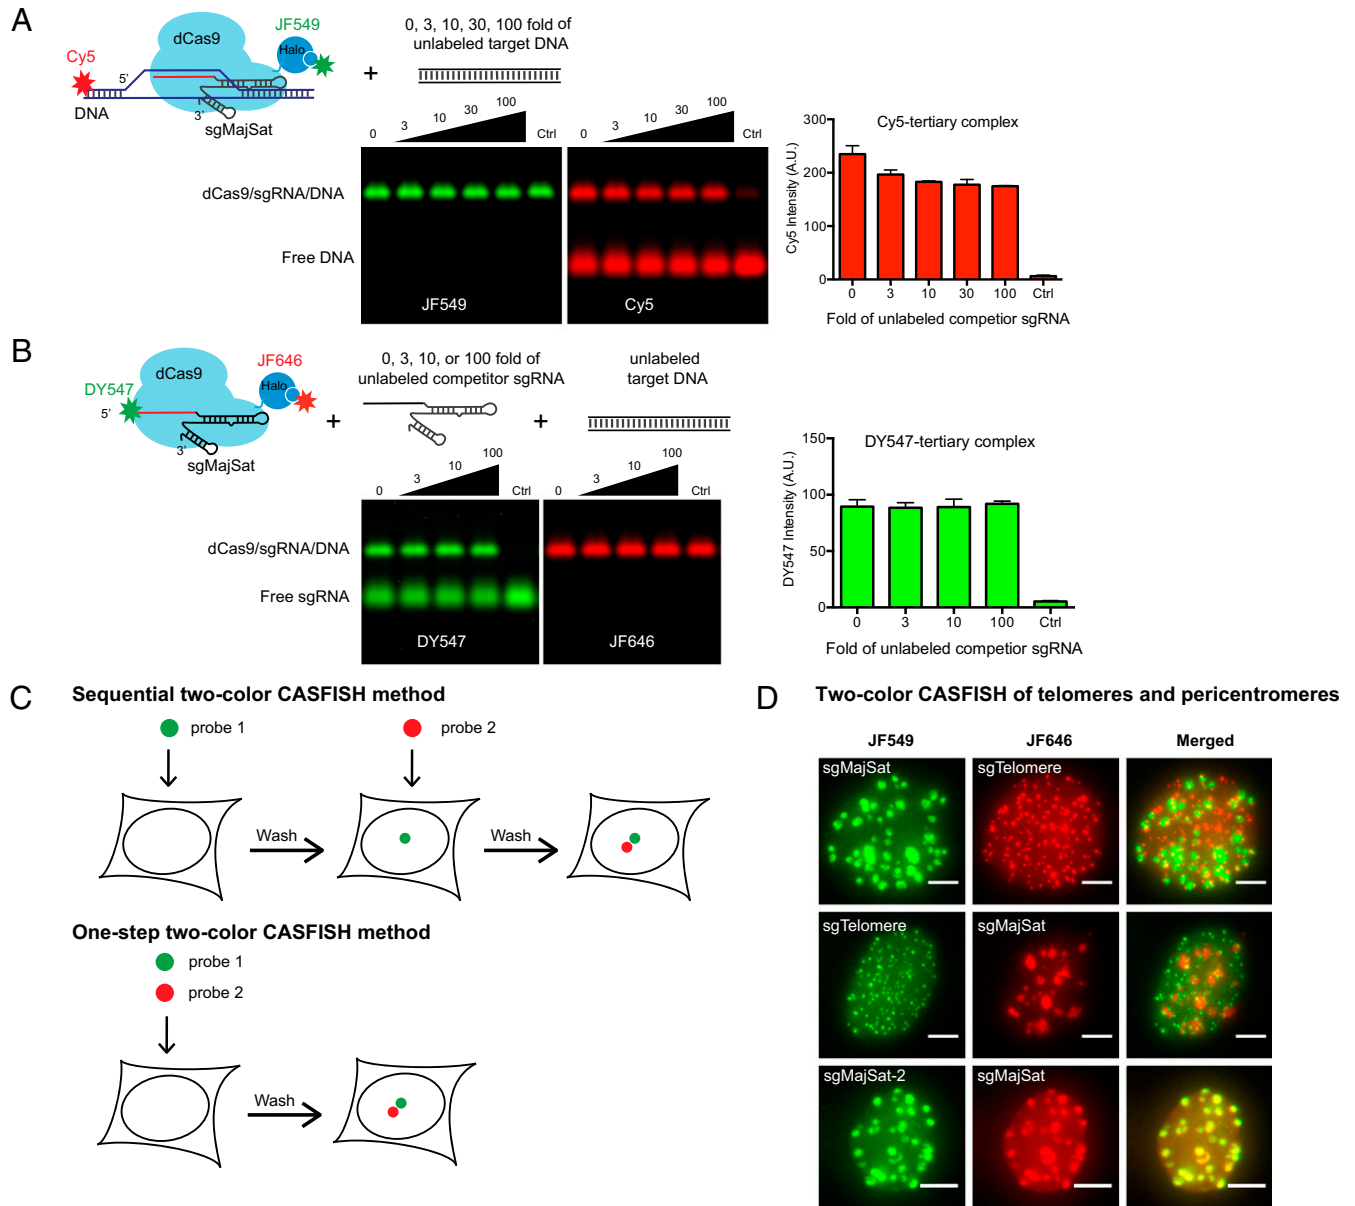 A
Cy5
dCas9
JF549
Halo
5'
3'
DNA
sgMajSat
+
0, 3, 10, 30, 100 fold of
unlabeled target DNA
0 3 10 30 100 Ctrl
0 3 10 30 100 Ctrl
dCas9/sgRNA/DNA
Free DNA
JF549
Cy5
Cy5-tertiary complex
Cy5 Intensity (A.U.)
300
200
100
0
0 3 10 30 100 Ctrl
Fold of unlabeled competior sgRNA
B
DY547
dCas9
JF646
Halo
5'
3'
sgMajSat
+
0, 3, 10, or 100 fold of
unlabeled competitor sgRNA
+
unlabeled
target DNA
0 3 10 100 Ctrl
0 3 10 100 Ctrl
dCas9/sgRNA/DNA
Free sgRNA
DY547
JF646
DY547-tertiary complex
DY547 Intensity (A.U.)
150
100
50
0
0 3 10 100 Ctrl
Fold of unlabeled competior sgRNA
C
Sequential two-color CASFISH method
probe 1
probe 2
Wash
Wash
One-step two-color CASFISH method
probe 1
probe 2
Wash
D
Two-color CASFISH of telomeres and pericentromeres
JF549 JF646 Merged
sgMajSat sgTelomere
sgTelomere sgMajSat
sgMajSat-2 sgMajSat